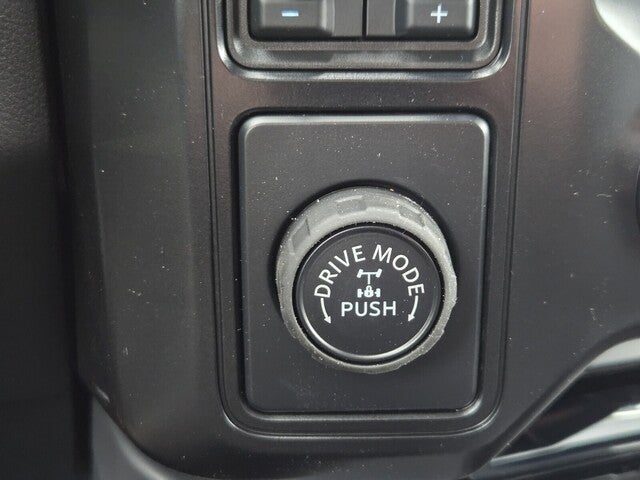 - +
DRIVE MODE
PUSH